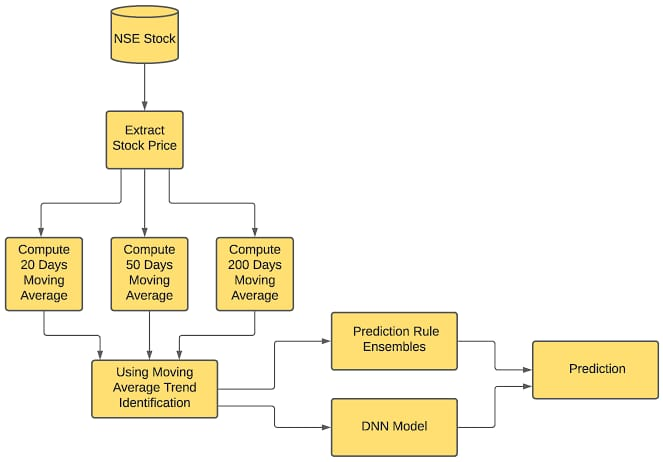 NSE Stock
Extract
Stock Price
Compute
20 Days
Moving
Average
Compute
50 Days
Moving
Average
Compute
200 Days
Moving
Average
Using Moving
Average Trend
Identification
Prediction Rule
Ensembles
DNN Model
Prediction